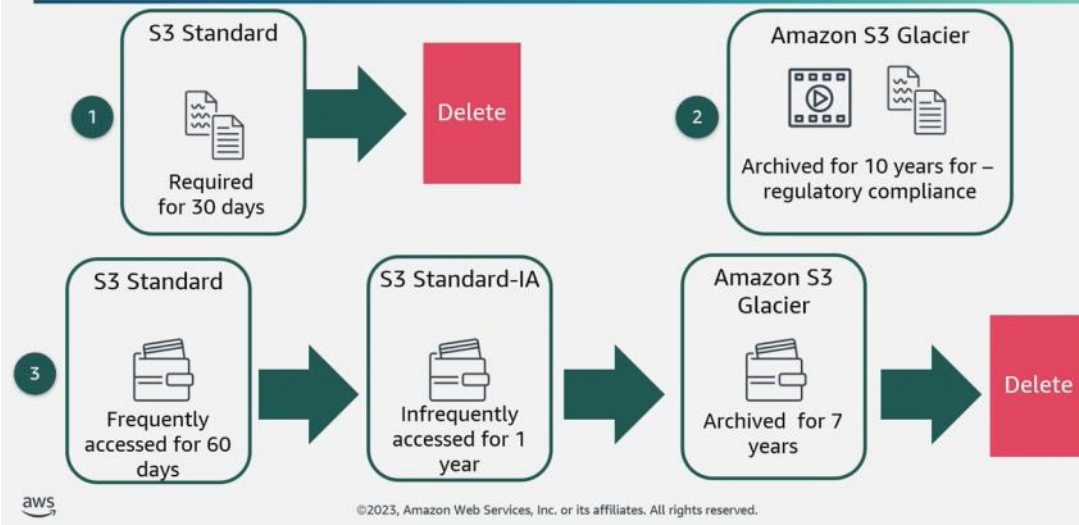 S3 Standard
1
Required
for 30 days
Delete
Amazon S3 Glacier
2
Archived for 10 years for –
regulatory compliance
S3 Standard
3
Frequently
accessed for 60
days
S3 Standard-IA
Infrequently
accessed for 1
year
Amazon S3
Glacier
Archived for 7
years
Delete
aws
©2023, Amazon Web Services, Inc. or its affiliates. All rights reserved.